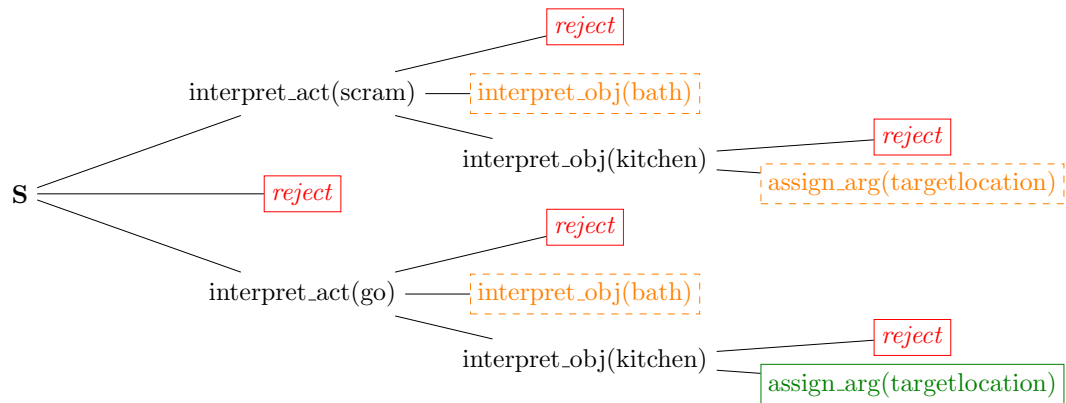 reject
interpret_act(scram)
interpret_obj(bath)
reject
interpret_obj(kitchen)
assign_arg(targetlocation)
S
reject
reject
interpret_act(go)
interpret_obj(bath)
reject
interpret_obj(kitchen)
assign_arg(targetlocation)